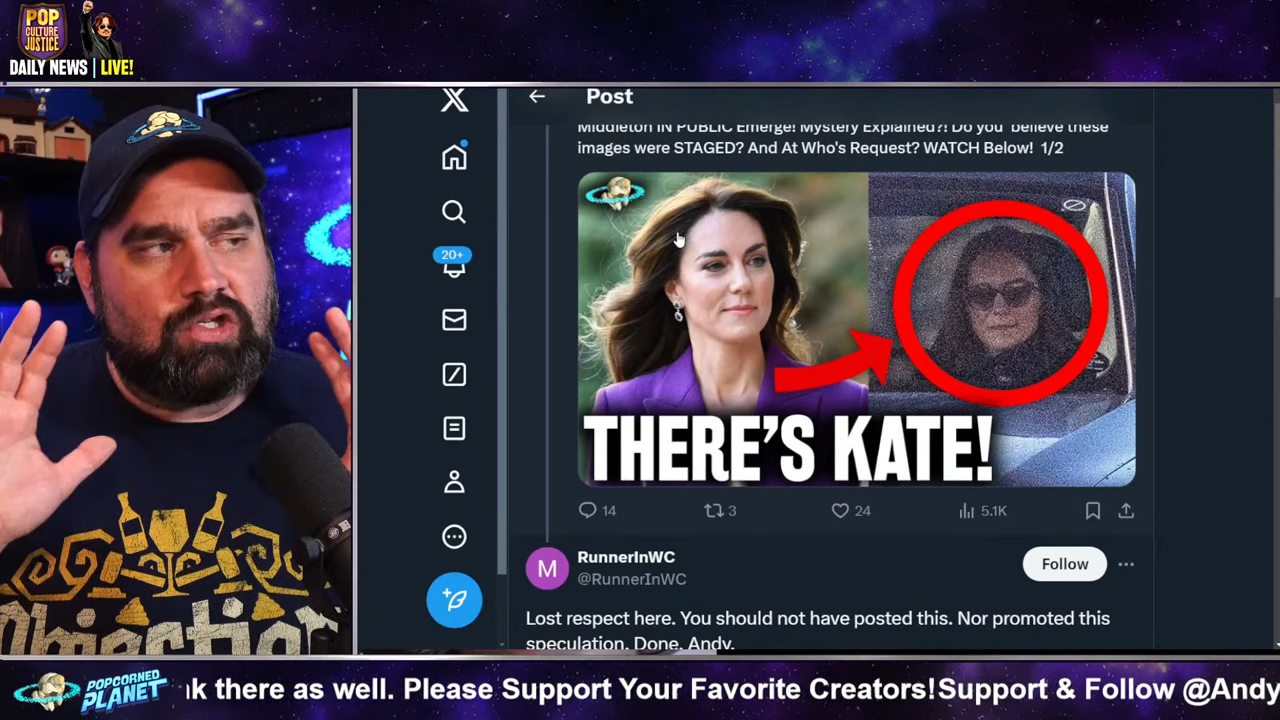 POP
CULTURE
JUSTICE
DAILY NEWS | LIVE!
Post
Middleton IN PUBLIC Emerge! Mystery Explained?! Do you believe these
images were STAGED? And At Who's Request? WATCH Below! 1/2
20+
THERE'S KATE!
14
3
24
5.1K
M
RunnerInWC
@RunnerInWC
Follow
Lost respect here. You should not have posted this. Nor promoted this
speculation. Done. Andy.
Objection
POPCORNED
PLANET
k there as well. Please Support Your Favorite Creators!Support & Follow @Andy